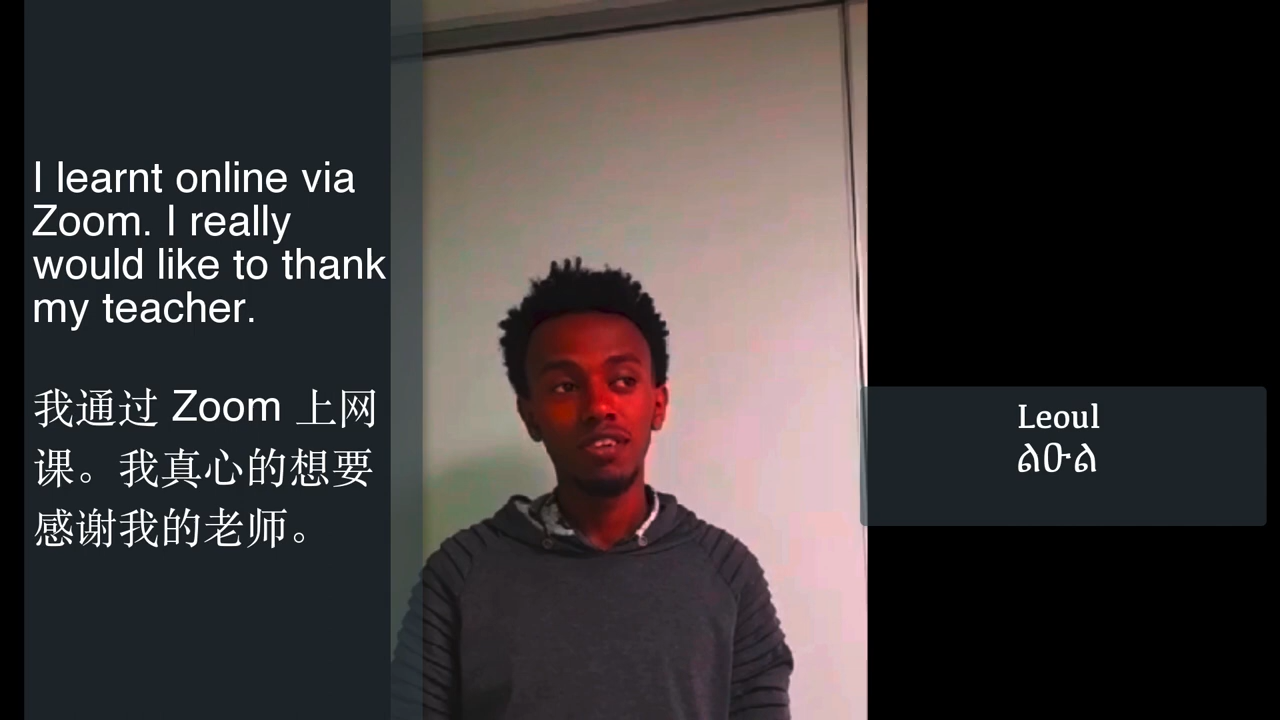 I learnt online via
Zoom. I really
would like to thank
my teacher.
我通过 Zoom 上网
课。我真心的想要
感谢我的老师。
Leoul
ልዑል